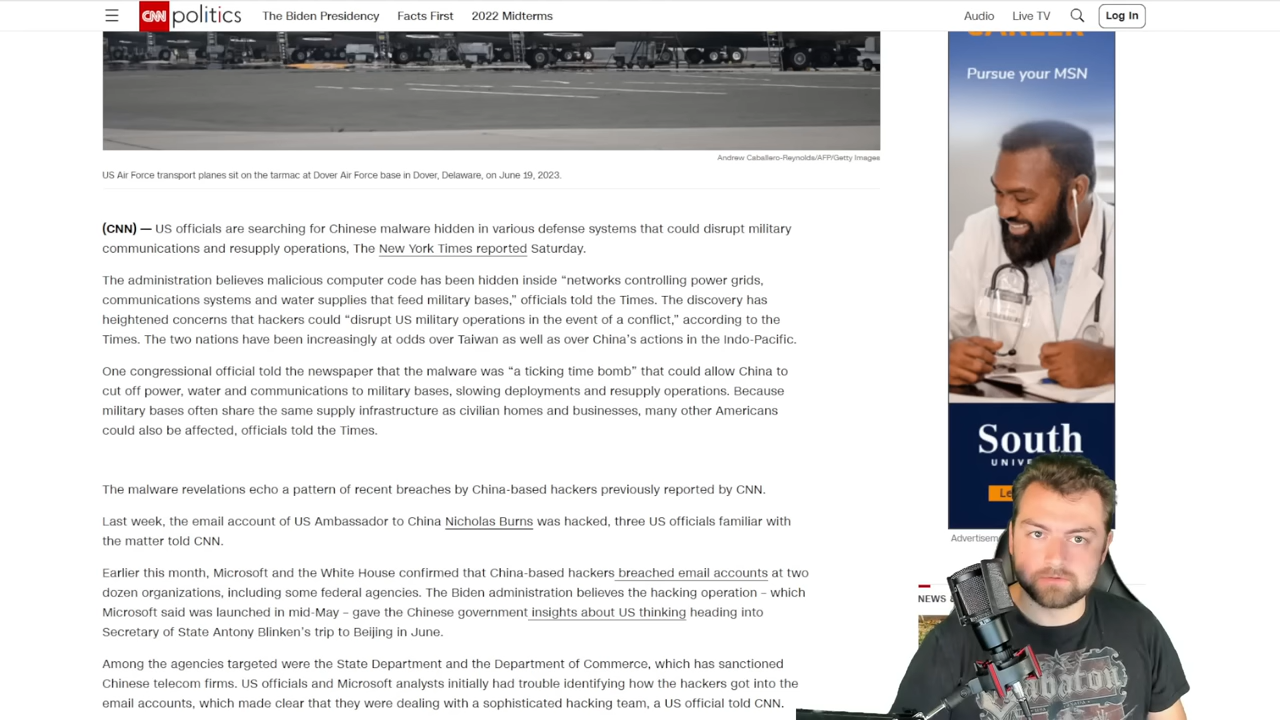 CNN politics The Biden Presidency Facts First 2022 Midterms Audio Live TV Log In
CAREER
Pursue your MSN
Andrew Caballero-Reynolds/AFP/Getty Images
US Air Force transport planes sit on the tarmac at Dover Air Force base in Dover, Delaware, on June 19, 2023.
(CNN) — US officials are searching for Chinese malware hidden in various defense systems that could disrupt military
communications and resupply operations, The New York Times reported Saturday.
The administration believes malicious computer code has been hidden inside “networks controlling power grids,
communications systems and water supplies that feed military bases,” officials told the Times. The discovery has
heightened concerns that hackers could “disrupt US military operations in the event of a conflict,” according to the
Times. The two nations have been increasingly at odds over Taiwan as well as over China’s actions in the Indo-Pacific.
One congressional official told the newspaper that the malware was “a ticking time bomb” that could allow China to
cut off power, water and communications to military bases, slowing deployments and resupply operations. Because
military bases often share the same supply infrastructure as civilian homes and businesses, many other Americans
could also be affected, officials told the Times.
The malware revelations echo a pattern of recent breaches by China-based hackers previously reported by CNN.
Last week, the email account of US Ambassador to China Nicholas Burns was hacked, three US officials familiar with
the matter told CNN.
Earlier this month, Microsoft and the White House confirmed that China-based hackers breached email accounts at two
dozen organizations, including some federal agencies. The Biden administration believes the hacking operation – which
Microsoft said was launched in mid-May – gave the Chinese government insights about US thinking heading into
Secretary of State Antony Blinken’s trip to Beijing in June.
Among the agencies targeted were the State Department and the Department of Commerce, which has sanctioned
Chinese telecom firms. US officials and Microsoft analysts initially had trouble identifying how the hackers got into the
email accounts, which made clear that they were dealing with a sophisticated hacking team, a US official told CNN.
South
NEWS &
Sabaton